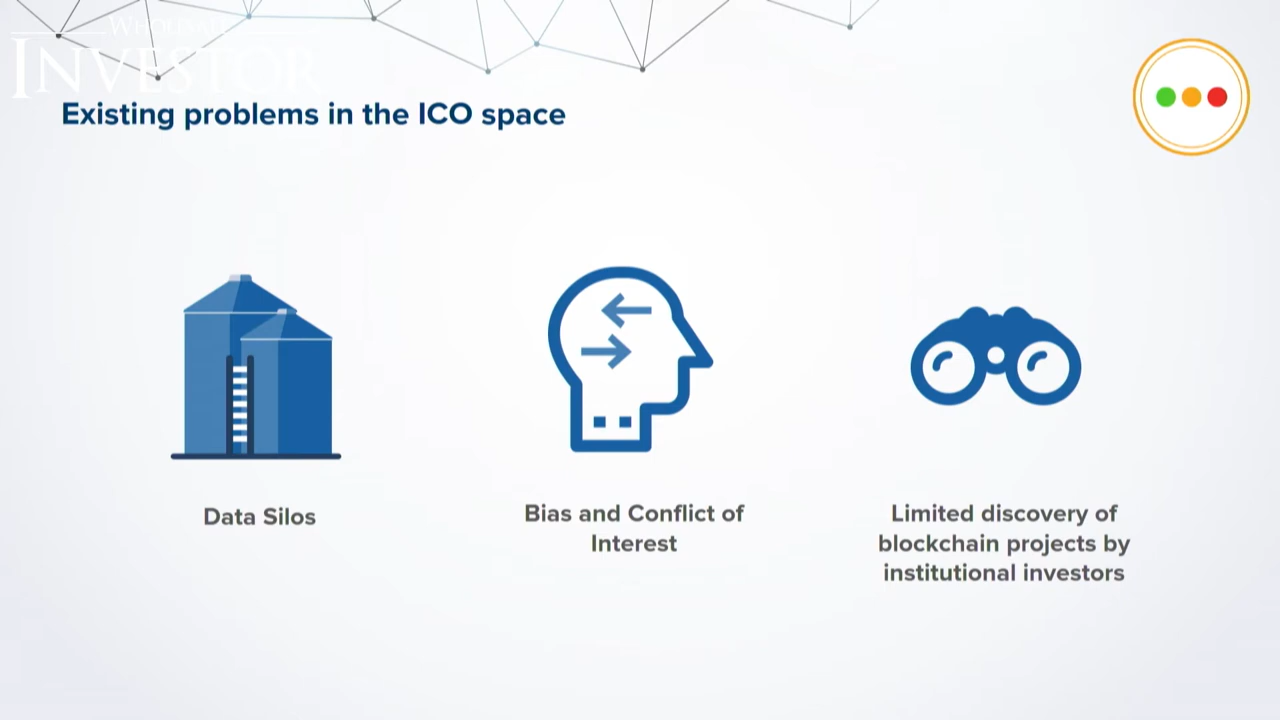 WHOLESALE
INVESTOR
Existing problems in the ICO space
Data Silos
Bias and Conflict of
Interest
Limited discovery of
blockchain projects by
institutional investors